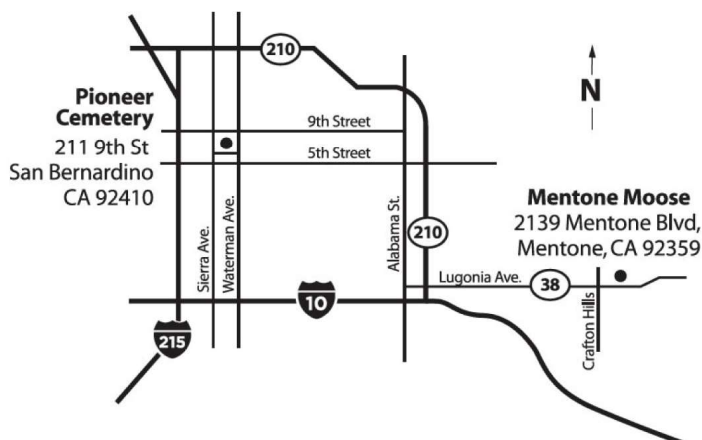 210
N
Pioneer
Cemetery
211 9th St
San Bernardino
CA 92410
9th Street
5th Street
Sierra Ave.
Waterman Ave.
Alabama St.
210
Mentone Moose
2139 Mentone Blvd,
Mentone, CA 92359
Lugonia Ave.
38
10
215
Crafton Hills